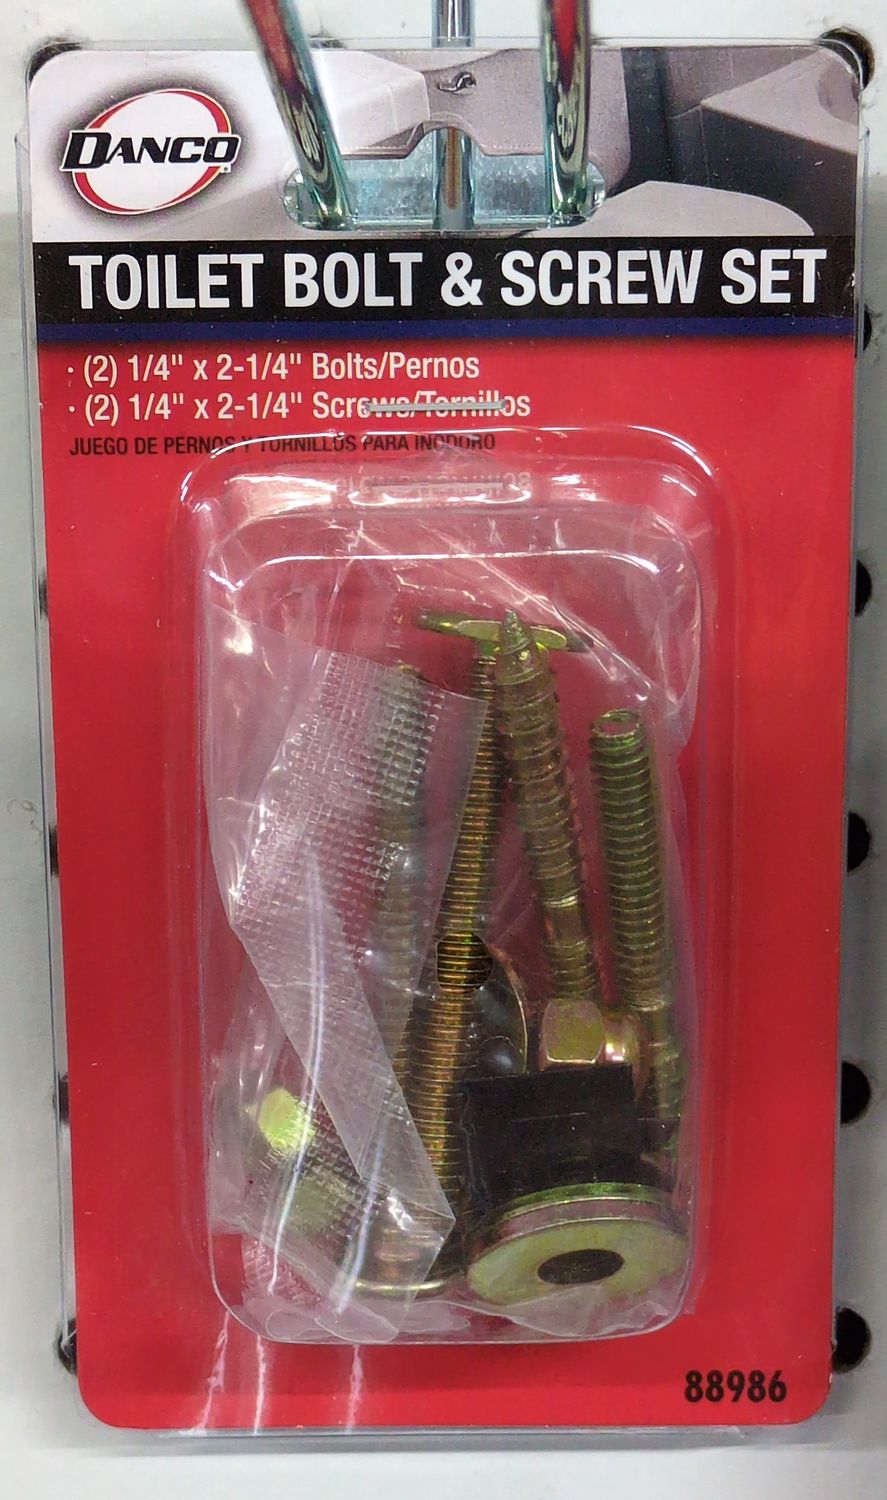 DANCO®
TOILET BOLT & SCREW SET
· (2) 1/4" x 2-1/4" Bolts/Pernos
· (2) 1/4" x 2-1/4" Screws/Tornillos
JUEGO DE PERNOS Y TORNILLOS PARA INODORO
88986